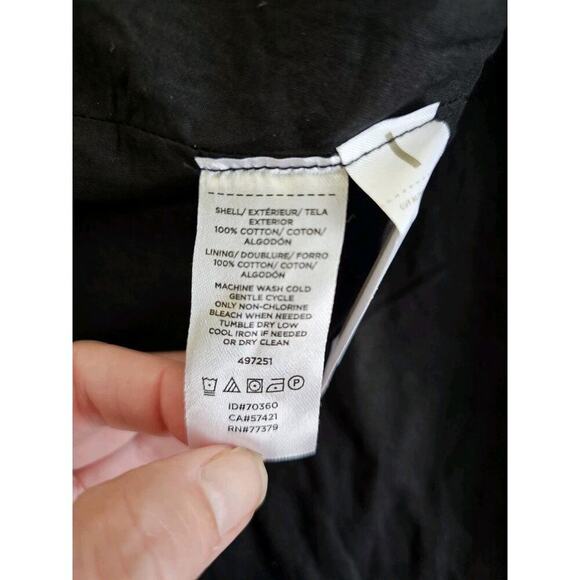 SHELL/ EXTÉRIEUR/ TELA
EXTERIOR
100% COTTON/ COTON/
ALGODÓN
LINING/ DOUBLURE/ FORRO
100% COTTON/ COTON/
ALGODÓN
MACHINE WASH COLD
GENTLE CYCLE
ONLY NON-CHLORINE
BLEACH WHEN NEEDED
TUMBLE DRY LOW
COOL IRON IF NEEDED
OR DRY CLEAN
497251
P
ID#70360
CA#57421
RN#77379